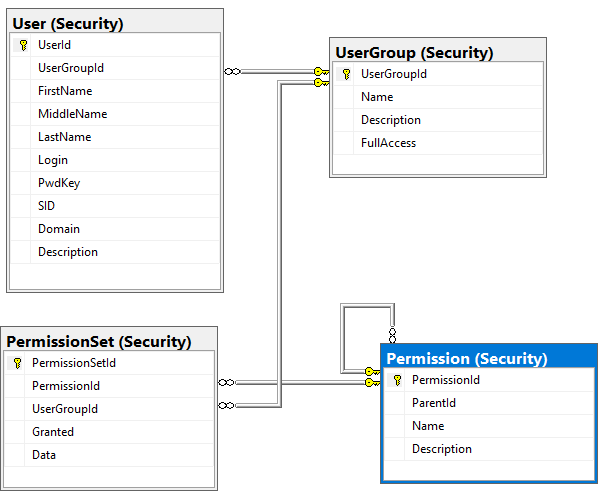 User (Security)
UserId
UserGroupId
FirstName
MiddleName
LastName
Login
PwdKey
SID
Domain
Description
UserGroup (Security)
UserGroupId
Name
Description
FullAccess
PermissionSet (Security)
PermissionSetId
PermissionId
UserGroupId
Granted
Data
Permission (Security)
PermissionId
ParentId
Name
Description